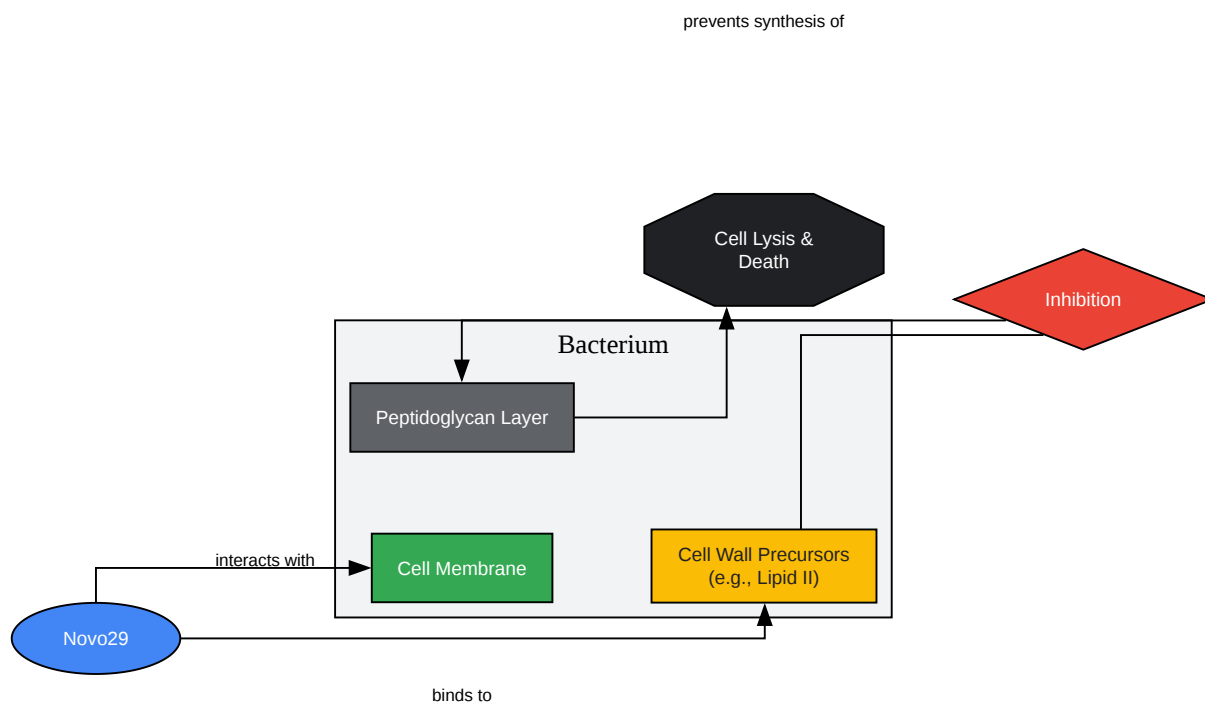 prevents synthesis of
Cell Lysis &
Death
Inhibition
Bacterium
Peptidoglycan Layer
interacts with
Cell Membrane
Cell Wall Precursors
(e.g., Lipid II)
Novo29
binds to